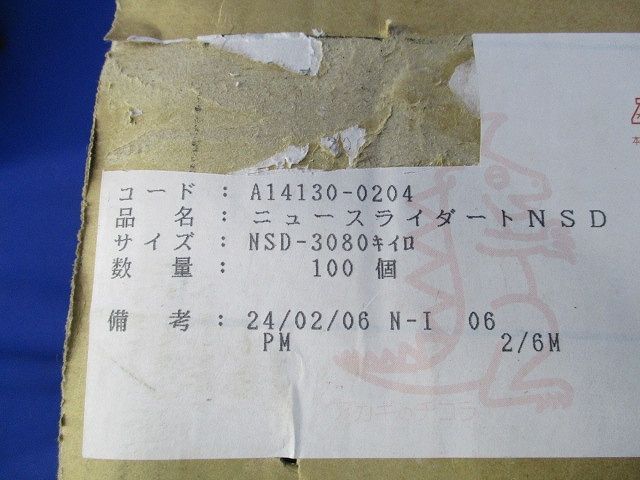 コード : A14130-0204
品 名 : ニュースライダートNSD
サイズ : NSD-3080ｷｲﾛ
数 量 : 100 個
備 考 : 24/02/06 N-I 06
PM 2/6M